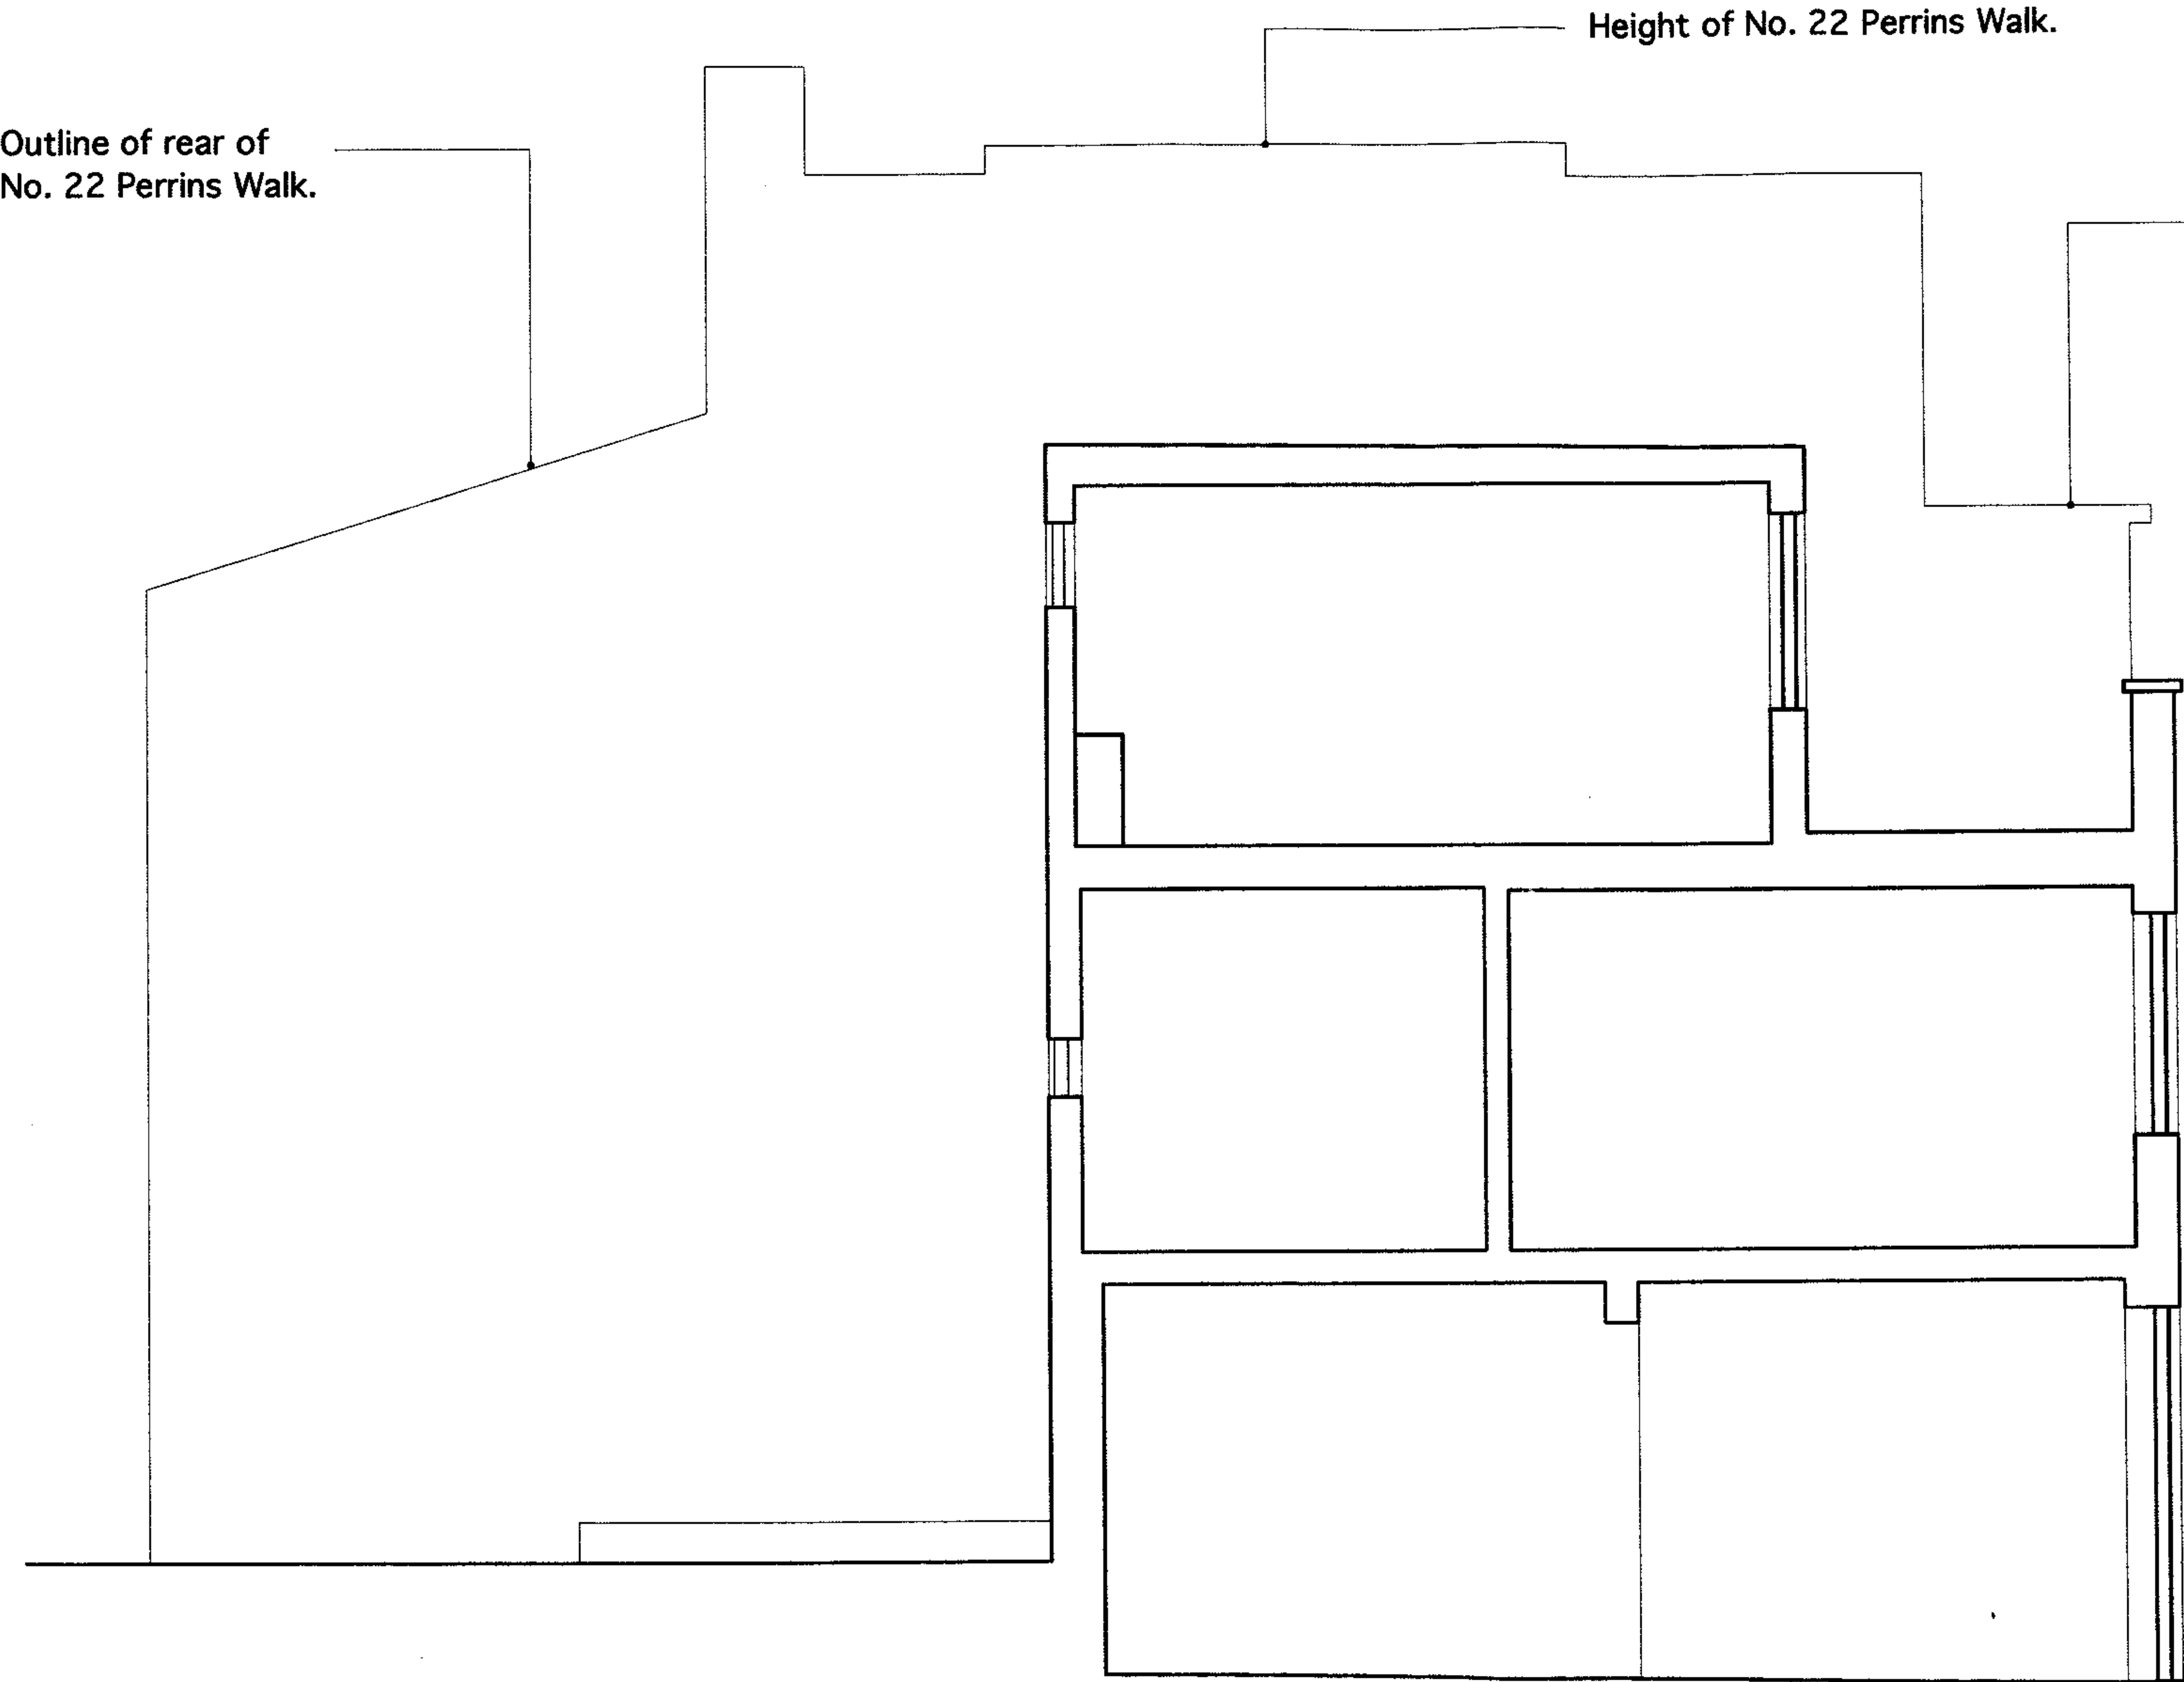 Height of No. 22 Perrins Walk.
Outline of rear of
No. 22 Perrins Walk.